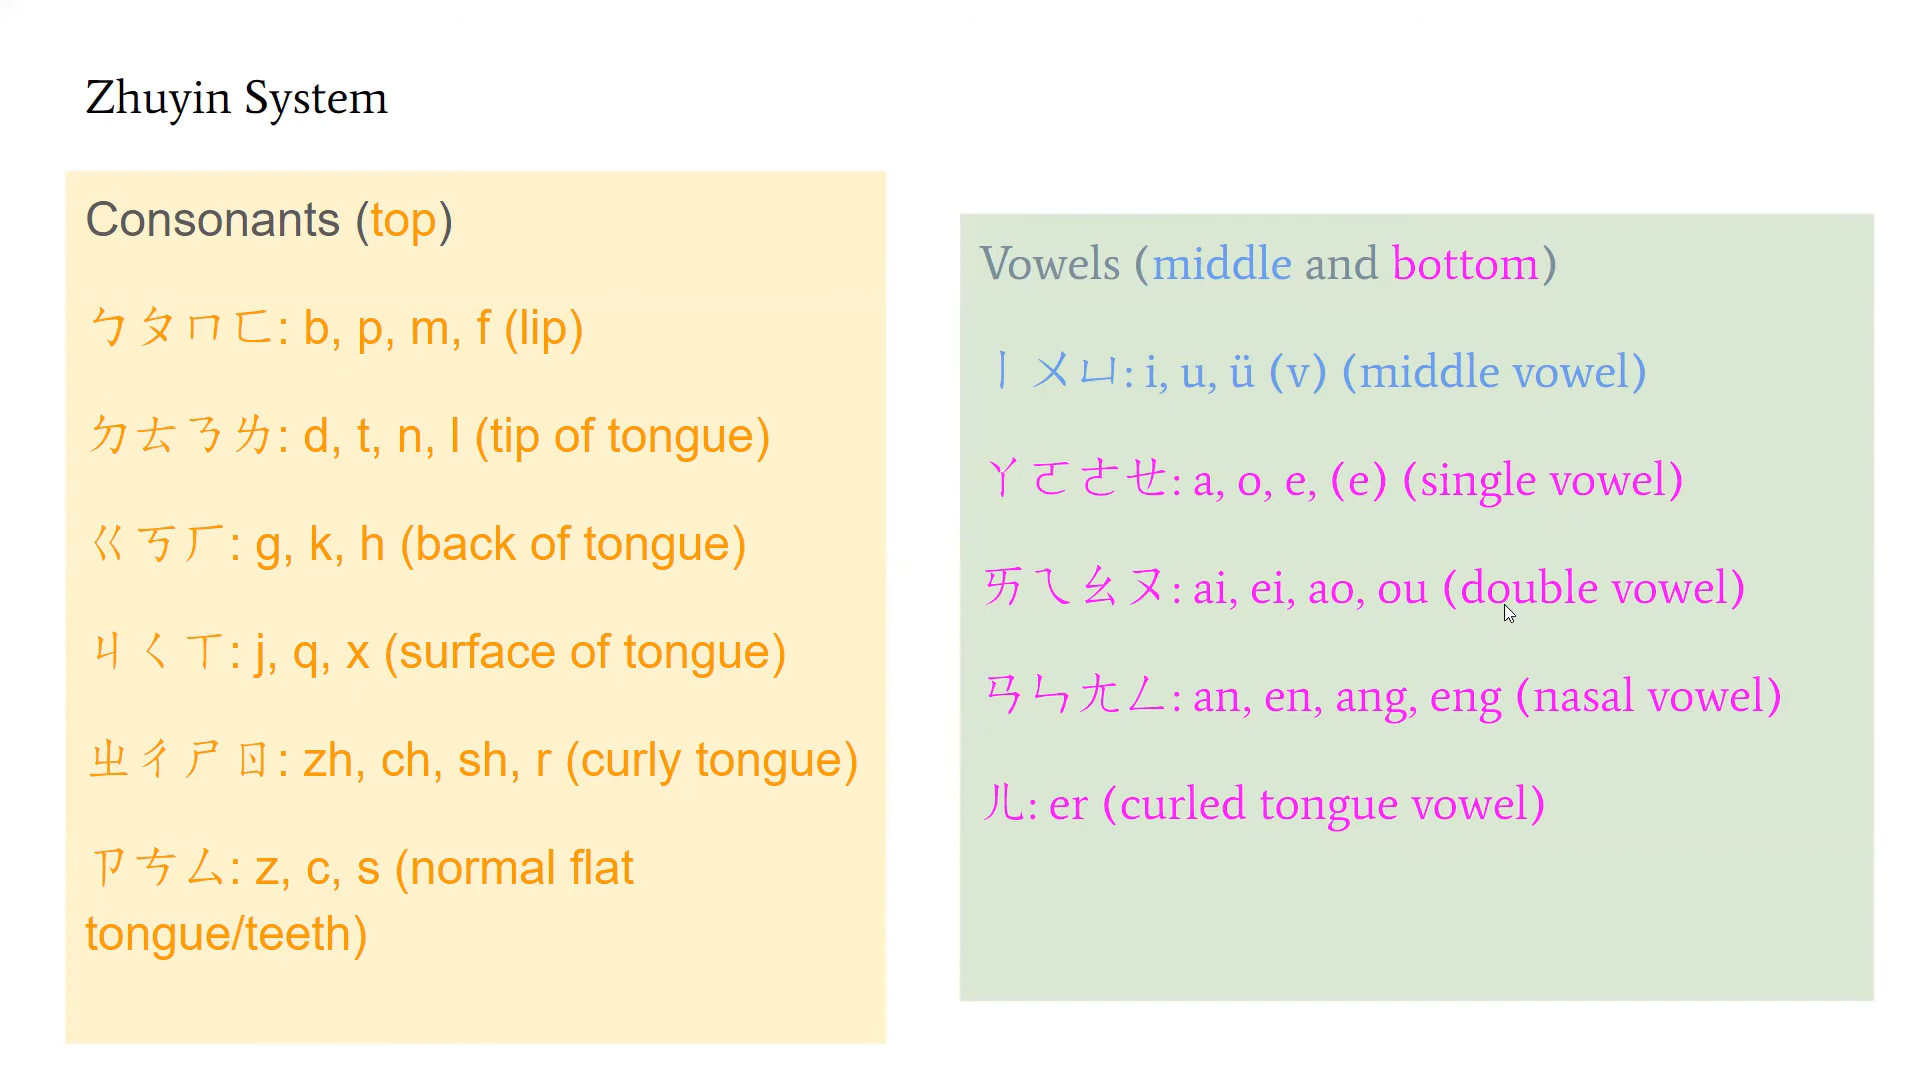 Zhuyin System
Consonants (top)
ㄅㄆㄇㄈ: b, p, m, f (lip)
ㄉㄊㄋㄌ: d, t, n, l (tip of tongue)
ㄍㄎㄏ: g, k, h (back of tongue)
ㄐㄑㄒ: j, q, x (surface of tongue)
ㄓㄔㄕㄖ: zh, ch, sh, r (curly tongue)
ㄗㄘㄙ: z, c, s (normal flat
tongue/teeth)
Vowels (middle and bottom)
ㄧㄨㄩ: i, u, ü (v) (middle vowel)
ㄚㄛㄜㄝ: a, o, e, (e) (single vowel)
ㄞㄟㄠㄡ: ai, ei, ao, ou (double vowel)
ㄢㄣㄤㄥ: an, en, ang, eng (nasal vowel)
ㄦ: er (curled tongue vowel)